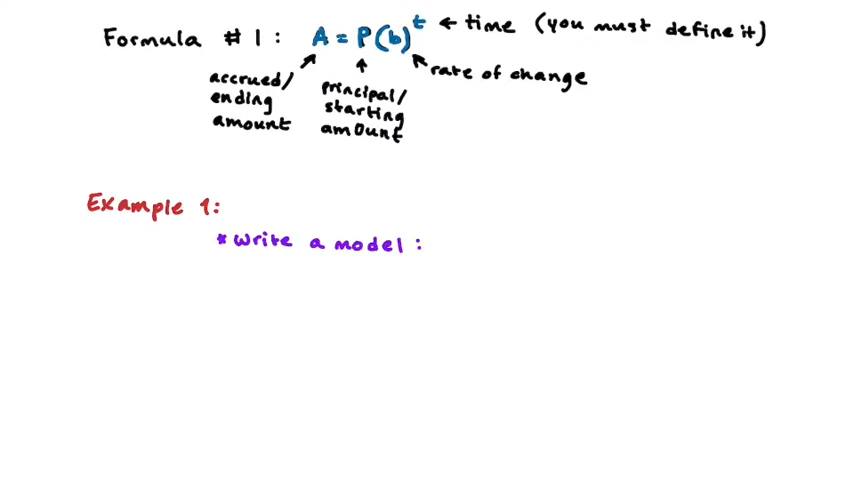 Formula #1: A = P(b)^t ← time (you must define it)
rate of change
accrued/
ending
amount
principal/
starting
amount
Example 1:
*write a model: